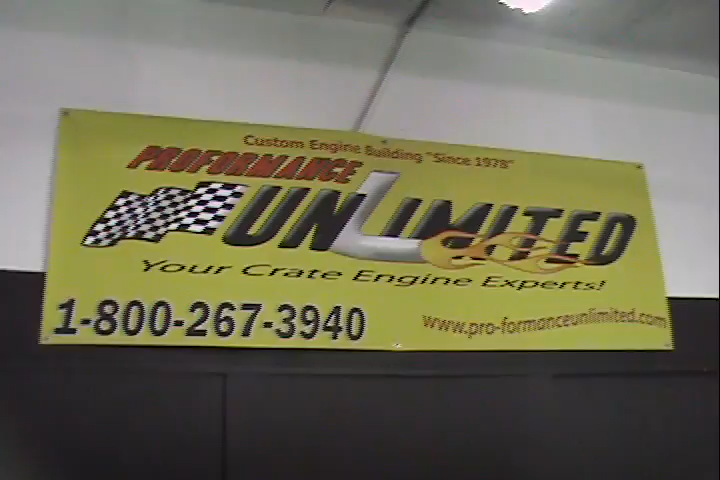 Custom Engine Building "Since 1978"
PROFORMANCE
UNLIMITED
Your Crate Engine Experts!
1-800-267-3940
www.pro-formanceunlimited.com